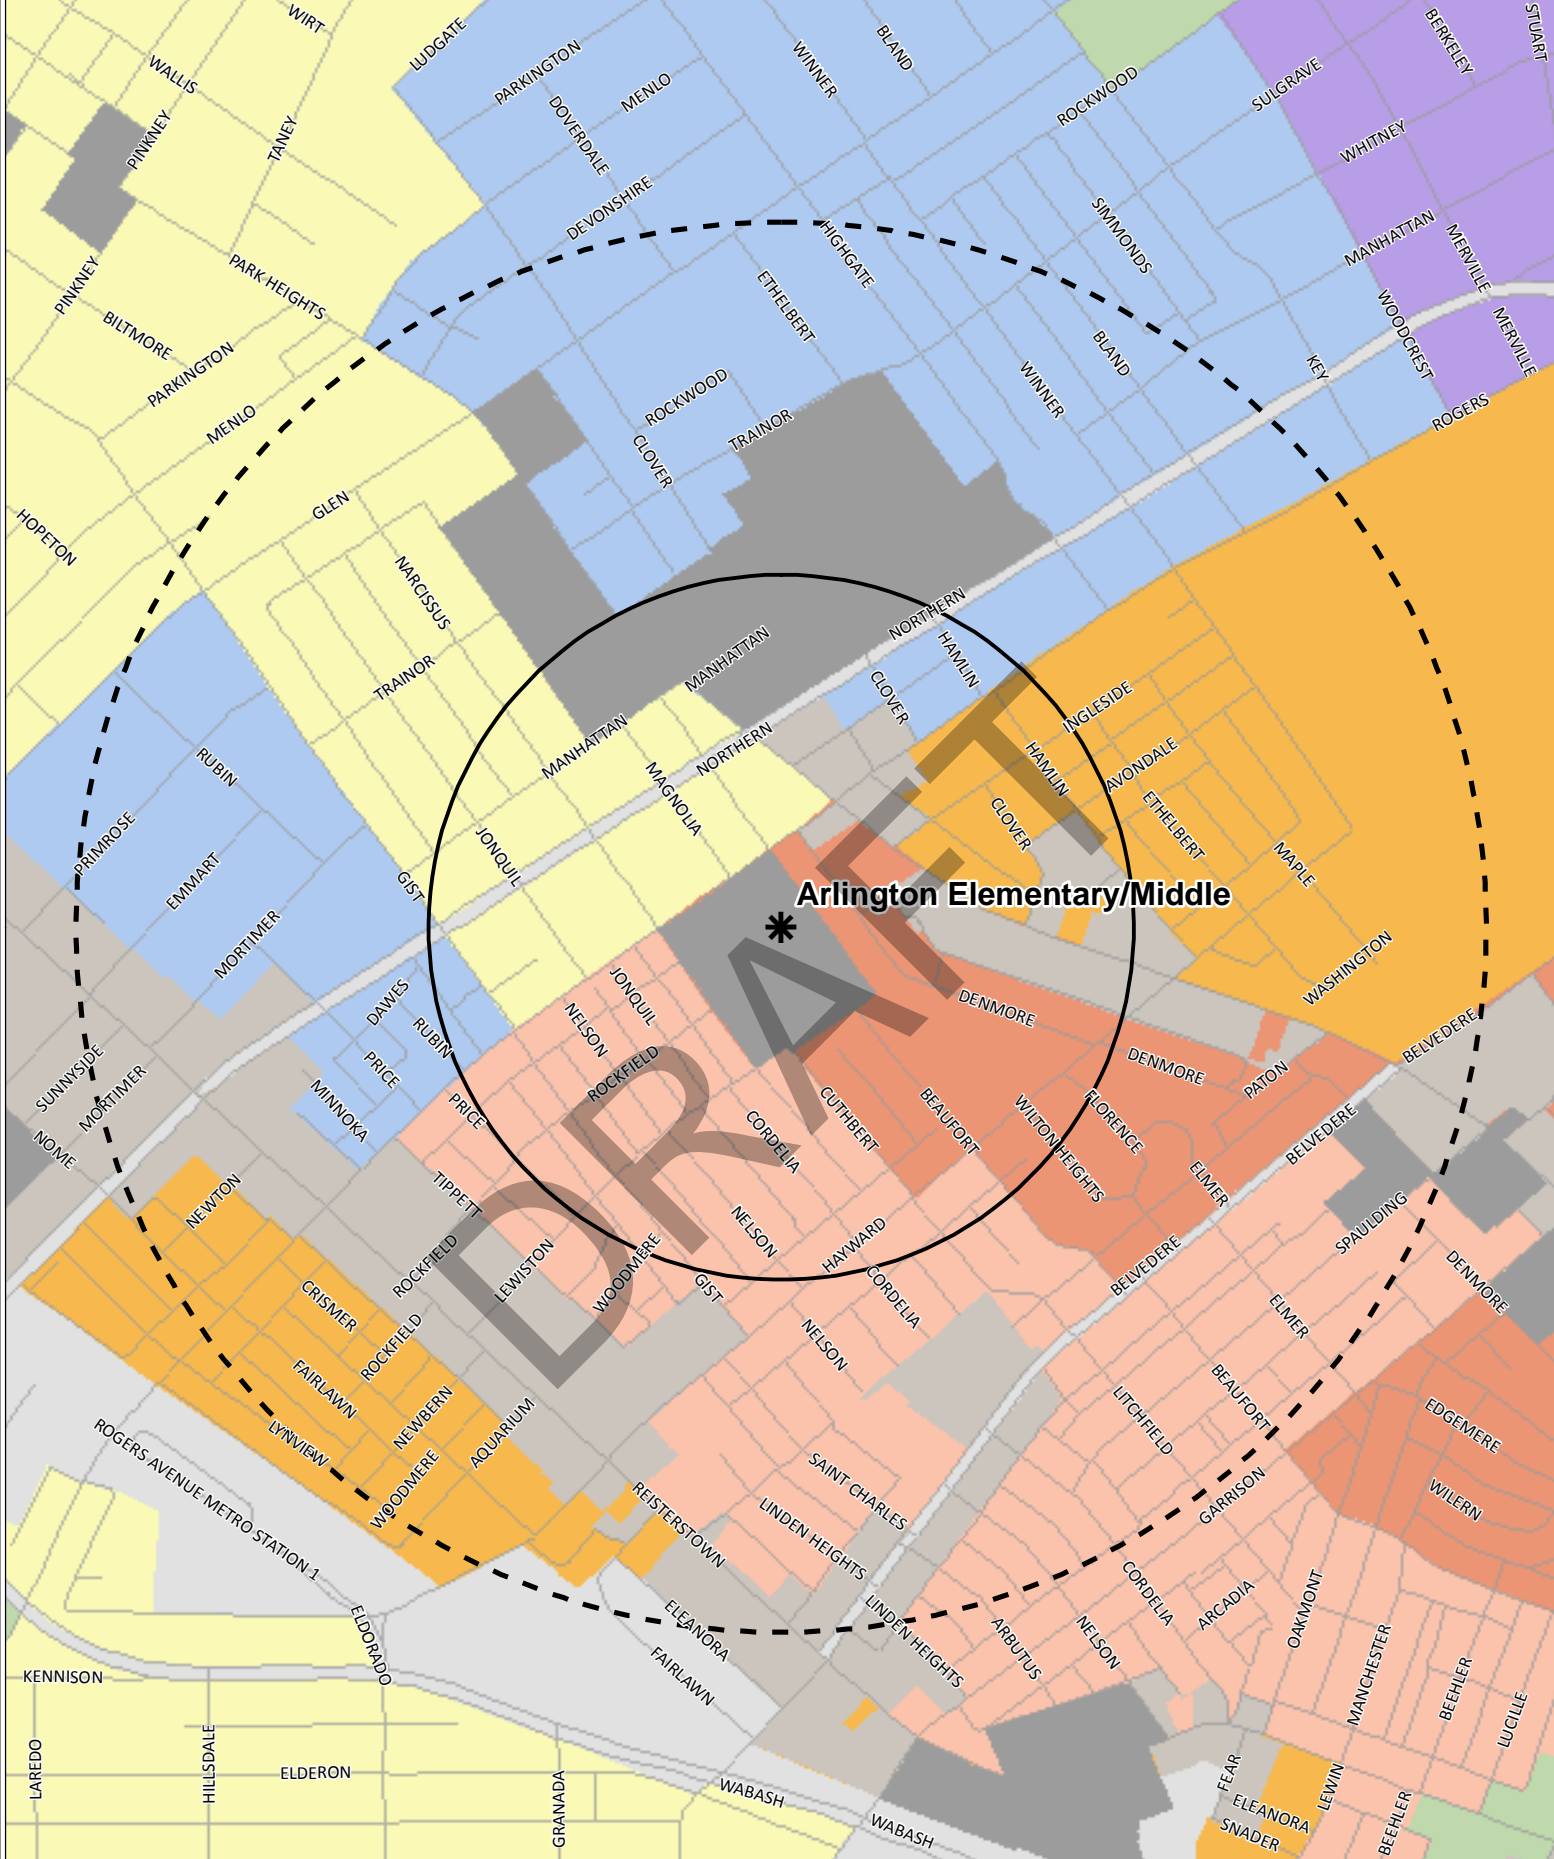 WIRT
LUDGATE
WALLIS
PARKINGTON
MENLO
DOVERDALE
WINNER
BLAND
ROCKWOOD
SULGRAVE
BERKELEY
STUART
WHITNEY
PINKNEY
TANEY
DEVONSHIRE
HIGHGATE
SIMMONDS
MANHATTAN
MERVILLE
PINKNEY
PARK HEIGHTS
ETHELBERT
WOODCREST
MERVILLE
BILTMORE
PARKINGTON
BLAND
KEY
WINNER
MENLO
ROCKWOOD
TRAINOR
ROGERS
CLOVER
HOPETON
GLEN
NARCISSUS
NORTHERN
HAMLIN
MANHATTAN
TRAINOR
CLOVER
INGLESIDE
MANHATTAN
NORTHERN
HAMLIN
AVONDALE
RUBIN
MAGNOLIA
CLOVER
ETHELBERT
PRIMROSE
JONQUIL
MAPLE
EMMART
GIST
Arlington Elementary/Middle
MORTIMER
WASHINGTON
DAWES
JONQUIL
DENMORE
NELSON
RUBIN
BELVEDERE
SUNNYSIDE
PRICE
ROCKFIELD
DENMORE
PATON
MORTIMER
MINNOKA
PRICE
CUTHBERT
BEAUFORT
FLORENCE
NOME
CORDELIA
WILTON HEIGHTS
BELVEDERE
NEWTON
TIPPETT
ELMER
DRAFT
NELSON
HAYWARD
SPAULDING
ROCKFIELD
LEWISTON
WOODMERE
BELVEDERE
DENMORE
GIST
CORDELIA
CRISMER
ROCKFIELD
NELSON
ELMER
FAIRLAWN
NEWBERN
LITCHFIELD
BEAUFORT
EDGEMERE
LYNVIEW
AQUARIUM
ROGERS AVENUE METRO STATION 1
WOODMERE
SAINT CHARLES
REISTERSTOWN
LINDEN HEIGHTS
GARRISON
WILERN
CORDELIA
ARCADIA
OAKMONT
ELDORADO
ELEANORA
LINDEN HEIGHTS
ARBUTUS
NELSON
MANCHESTER
BEEHLER
LUCILLE
KENNISON
FAIRLAWN
LAREDO
HILLSDALE
ELDERON
GRANADA
WABASH
WABASH
FEAR
LEWIN
ELEANORA
SNADER
BEEHLER